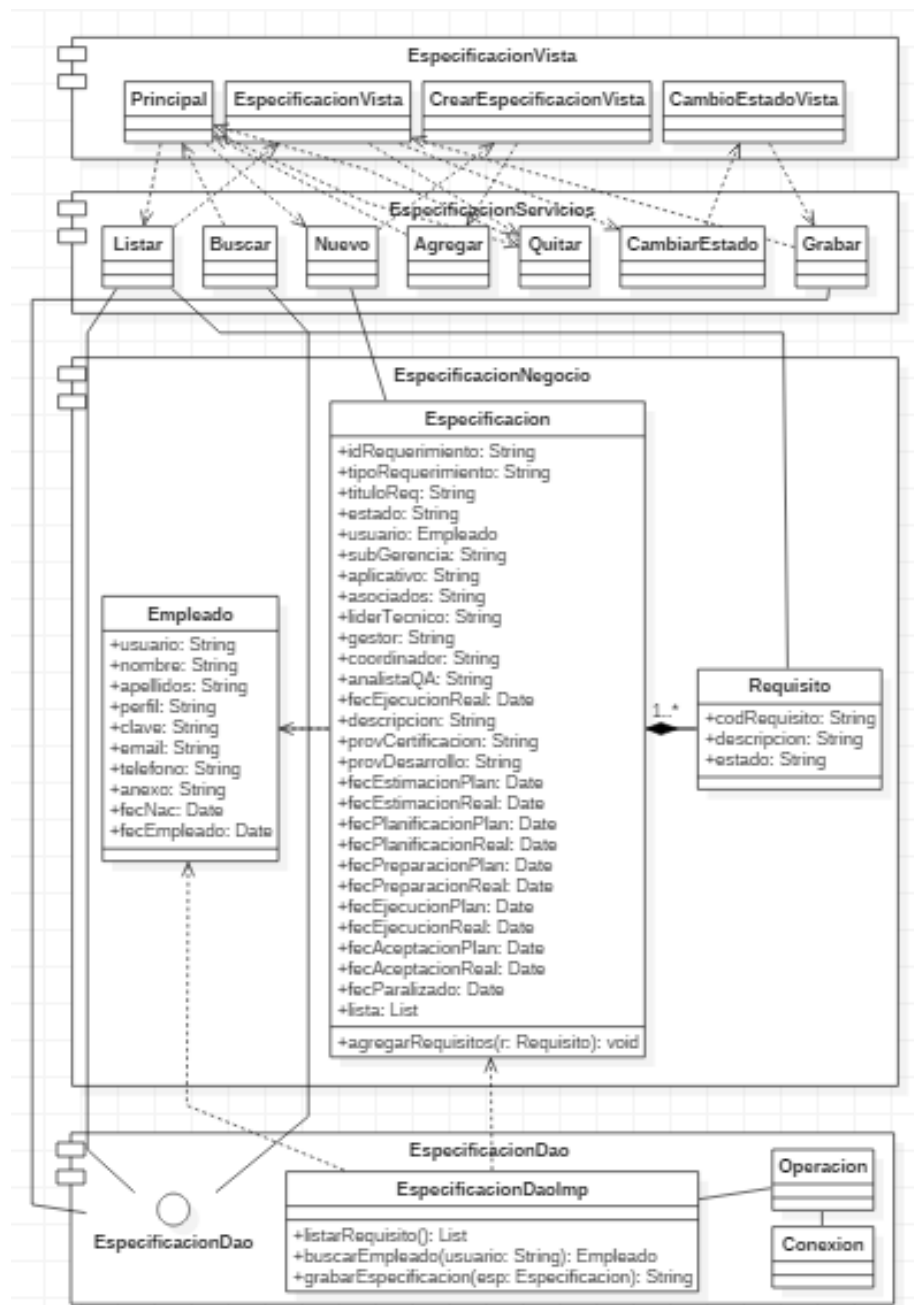 EspecificacionVista
Principal
EspecificacionVista
CrearEspecificacionVista
CambioEstadoVista
EspecificacionServicios
Listar
Buscar
Nuevo
Agregar
Quitar
CambiarEstado
Grabar
EspecificacionNegocio
Especificacion
+idRequerimiento: String
+tipoRequerimiento: String
+tituloReq: String
+estado: String
+usuario: Empleado
+subGerencia: String
+aplicativo: String
+asociados: String
+liderTecnico: String
+gestor: String
+coordinador: String
+analistaQA: String
+fecEjecucionReal: Date
+descripcion: String
+provCertificacion: String
+provDesarrollo: String
+fecEstimacionPlan: Date
+fecEstimacionReal: Date
+fecPlanificacionPlan: Date
+fecPlanificacionReal: Date
+fecPreparacionPlan: Date
+fecPreparacionReal: Date
+fecEjecucionPlan: Date
+fecEjecucionReal: Date
+fecAceptacionPlan: Date
+fecAceptacionReal: Date
+fecParalizado: Date
+lista: List
+agregarRequisitos(r: Requisito): void
Empleado
+usuario: String
+nombre: String
+apellidos: String
+perfil: String
+clave: String
+email: String
+telefono: String
+anexo: String
+fecNac: Date
+fecEmpleado: Date
1..*
Requisito
+codRequisito: String
+descripcion: String
+estado: String
EspecificacionDao
EspecificacionDao
EspecificacionDaoImp
+listarRequisito(): List
+buscarEmpleado(usuario: String): Empleado
+grabarEspecificacion(esp: Especificacion): String
Operacion
Conexion